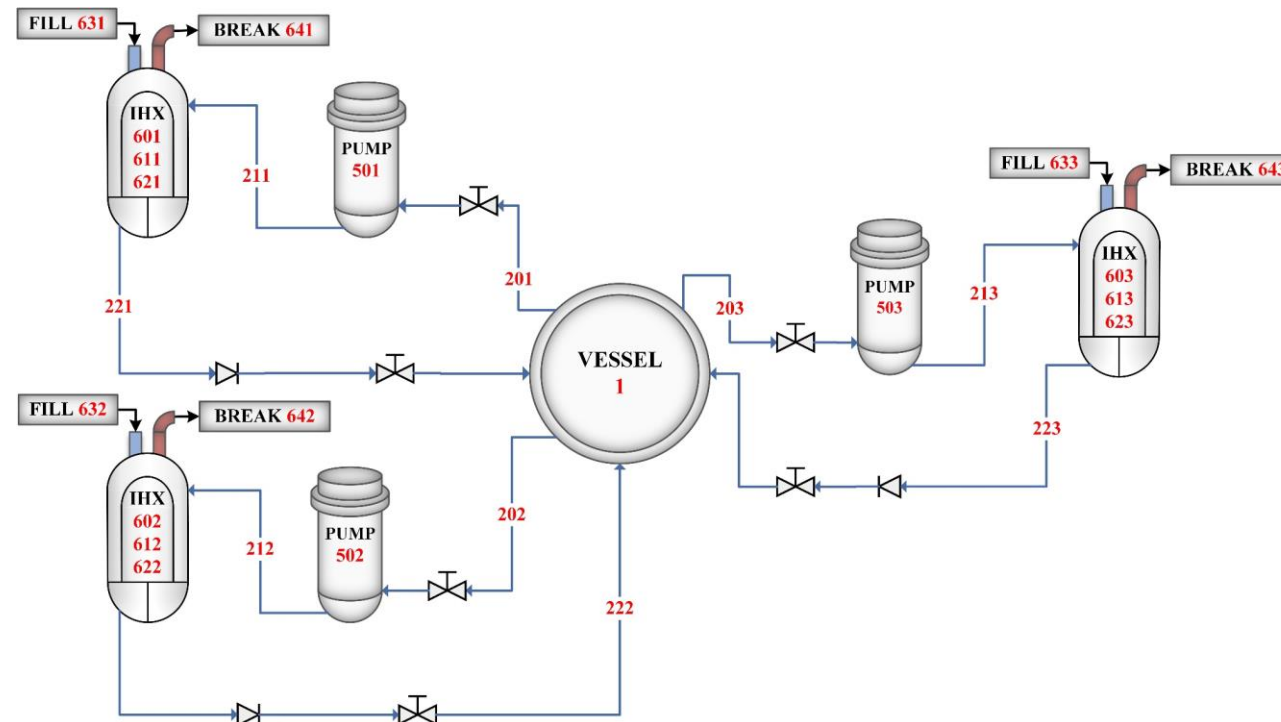 FILL 631
BREAK 641
IHX
601
611
621
211
PUMP
501
201
221
FILL 632
BREAK 642
IHX
602
612
622
212
PUMP
502
202
222
VESSEL
1
203
PUMP
503
213
FILL 633
BREAK 643
IHX
603
613
623
223